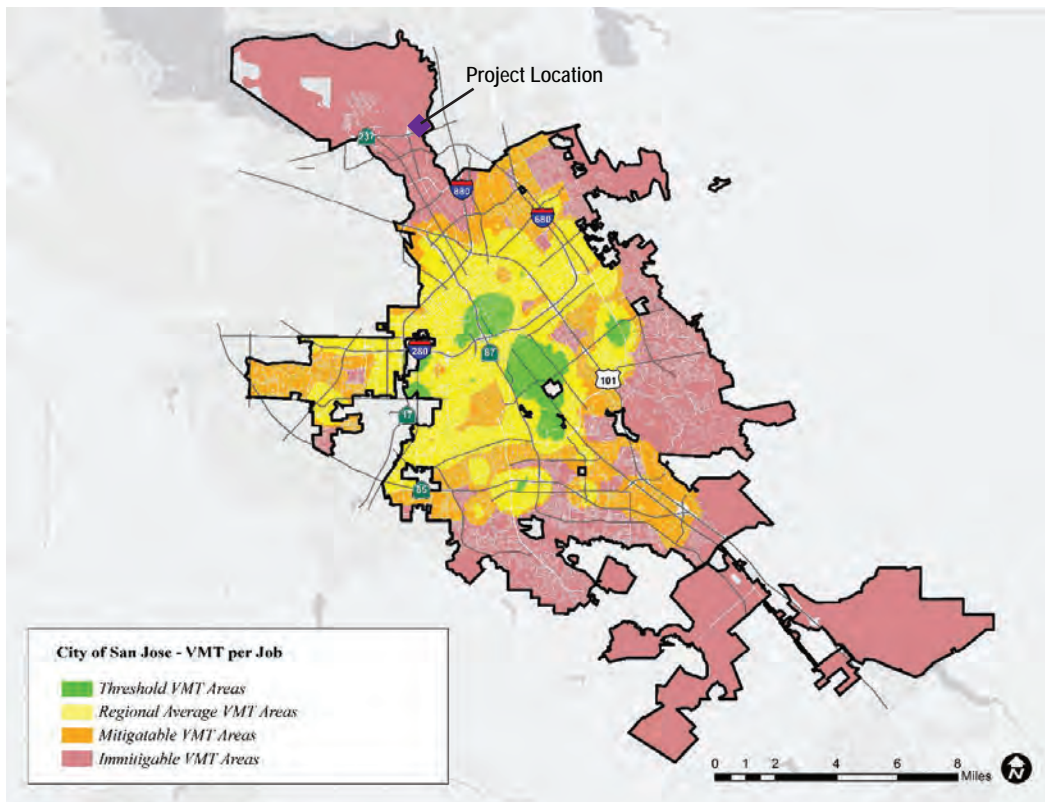 Project Location
237
880
680
280
87
101
17
85
City of San Jose - VMT per Job
Threshold VMT Areas
Regional Average VMT Areas
Mitigatable VMT Areas
Immitigable VMT Areas
0 1 2 4 6 8
Miles
N